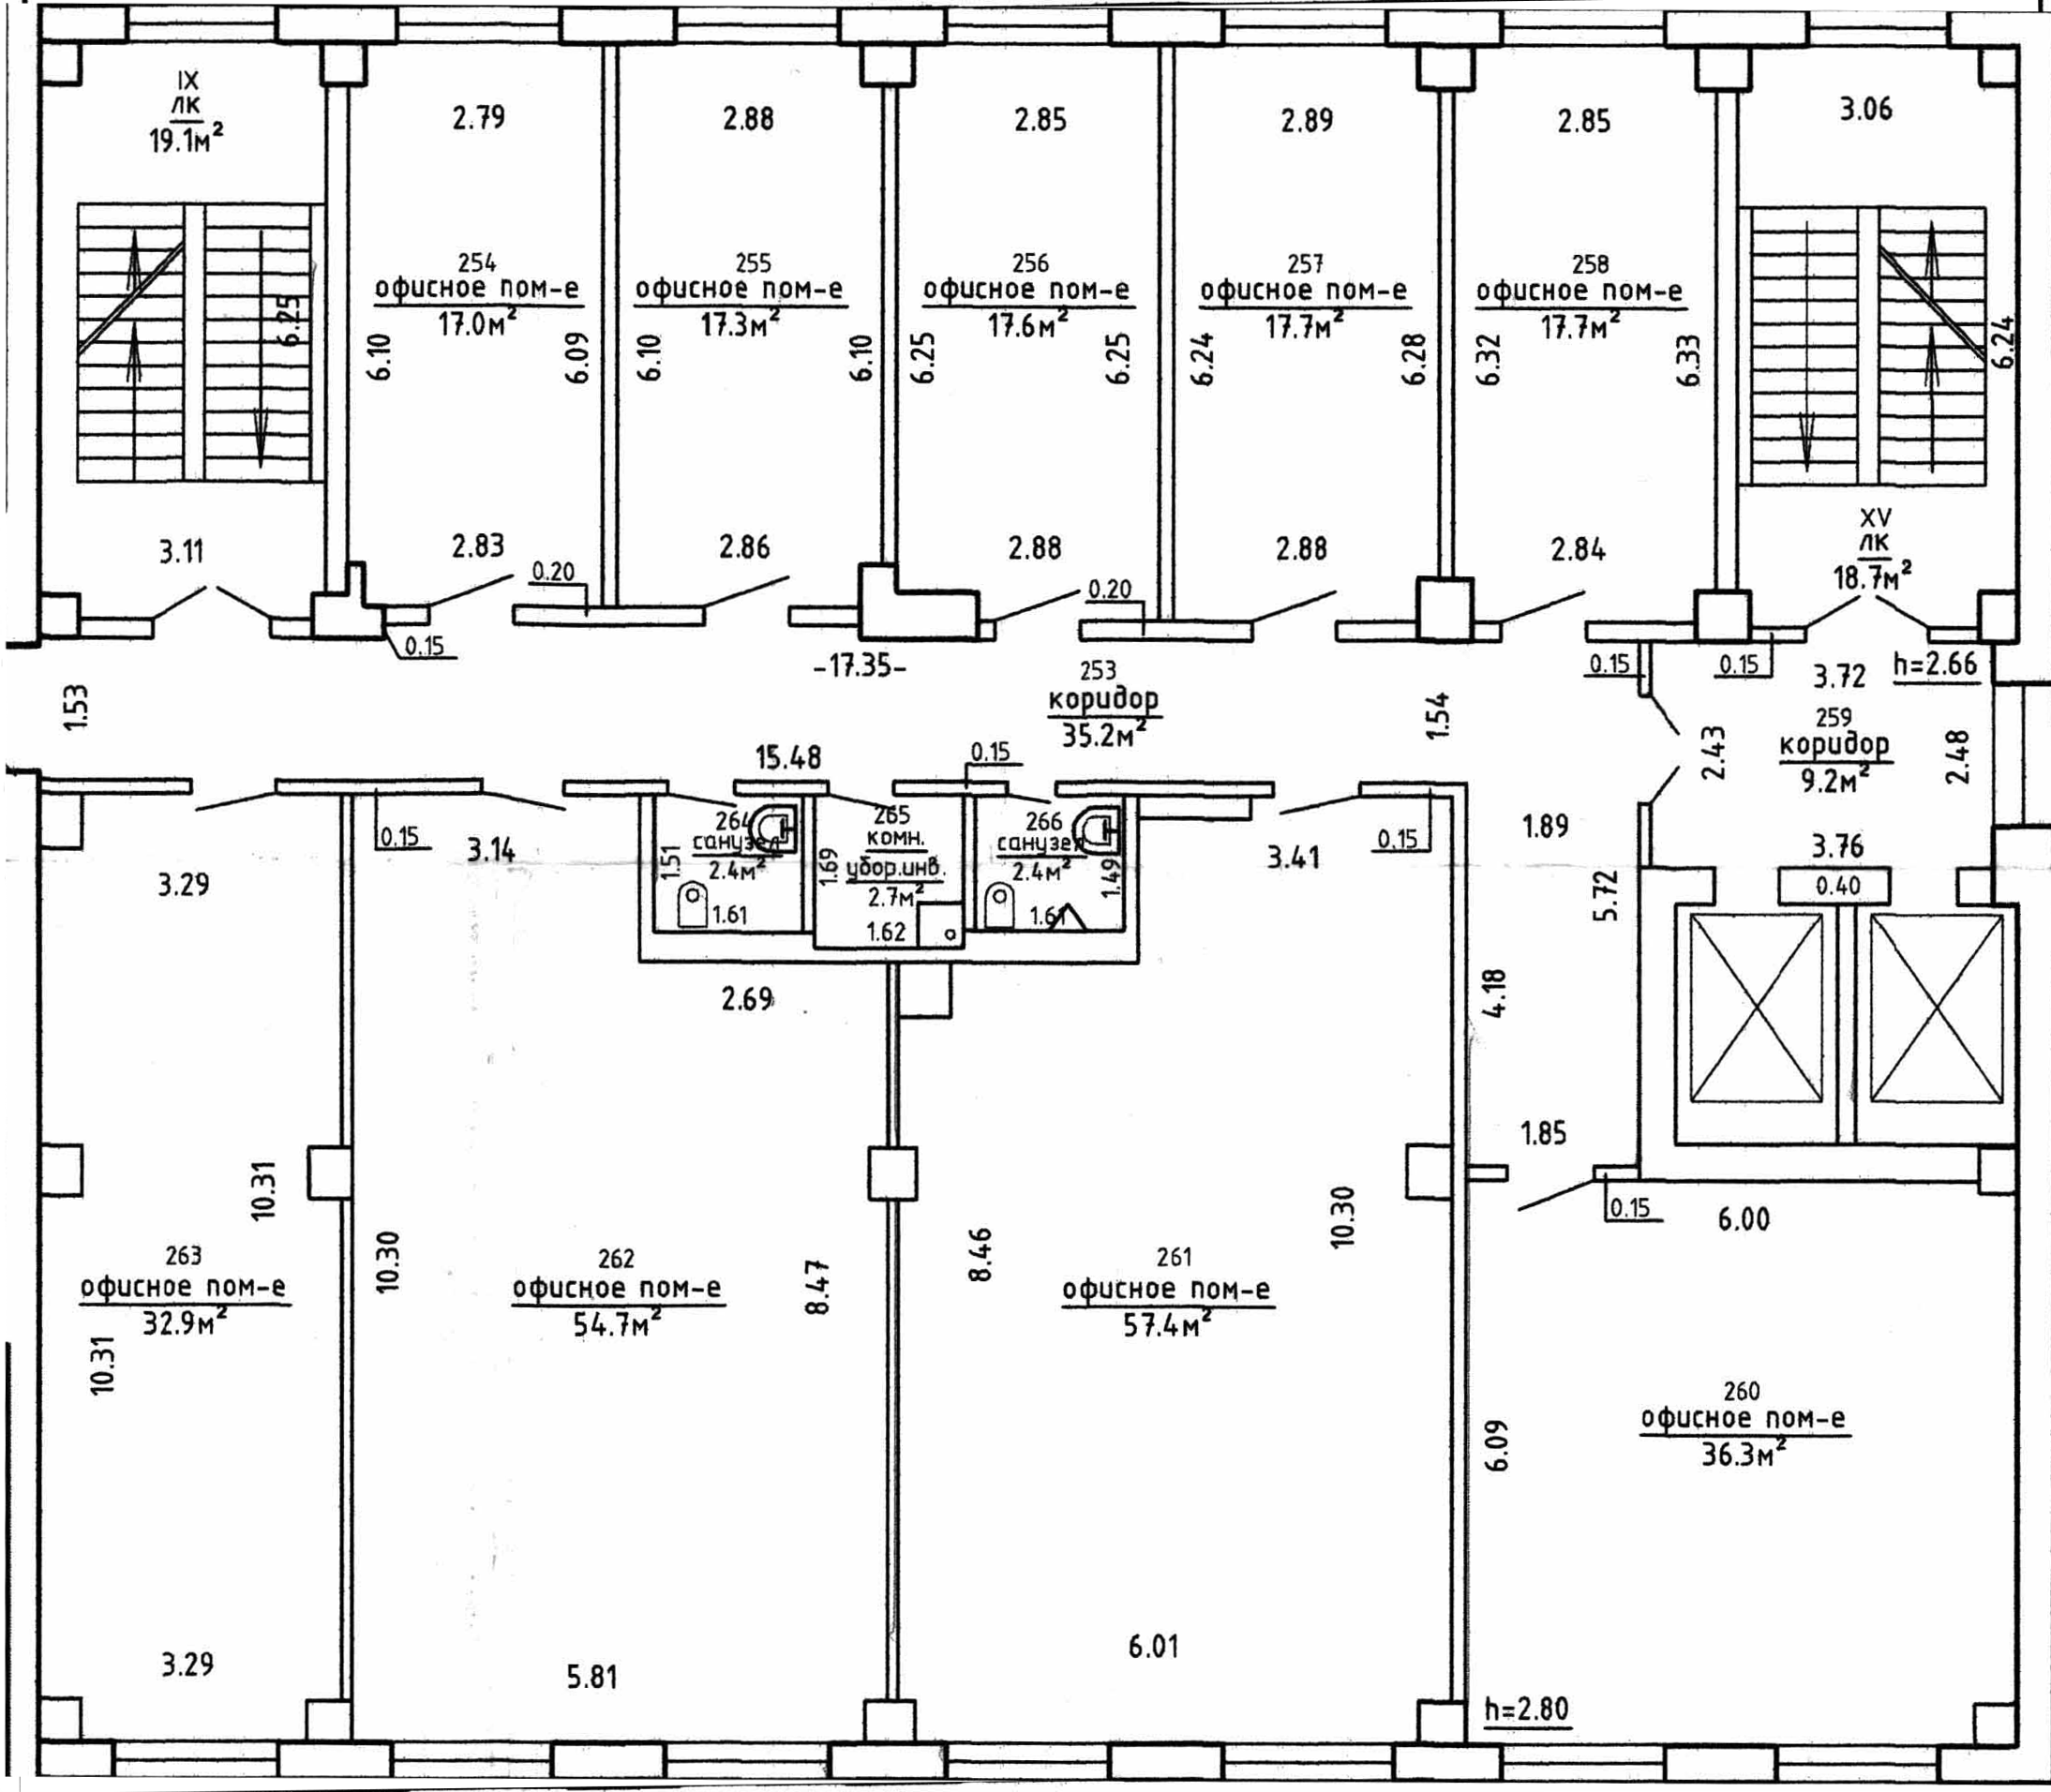 IX
ЛК
19.1м²
2.79
2.88
2.85
2.89
2.85
3.06
6.25
254
офисное пом-е
17.0м²
6.10
6.09
255
офисное пом-е
17.3м²
6.10
6.10
256
офисное пом-е
17.6м²
6.25
6.25
257
офисное пом-е
17.7м²
6.24
6.28
258
офисное пом-е
17.7м²
6.32
6.33
6.24
3.11
2.83
2.86
2.88
2.88
2.84
XV
ЛК
18.7м²
0.20
0.20
0.15
-17.35-
253
коридор
35.2м²
0.15
0.15
3.72
h=2.66
1.53
1.54
259
коридор
9.2м²
2.43
2.48
15.48
0.15
0.15
3.14
3.29
264
санузел
2.4м²
1.51
1.61
265
комн.
убор.инв.
2.7м²
1.69
1.62
266
санузел
2.4м²
1.49
1.61
3.41
0.15
1.89
3.76
0.40
5.72
2.69
4.18
1.85
0.15
6.00
10.31
263
офисное пом-е
32.9м²
10.31
10.30
262
офисное пом-е
54.7м²
8.47
8.46
261
офисное пом-е
57.4м²
10.30
260
офисное пом-е
36.3м²
6.09
3.29
5.81
6.01
h=2.80